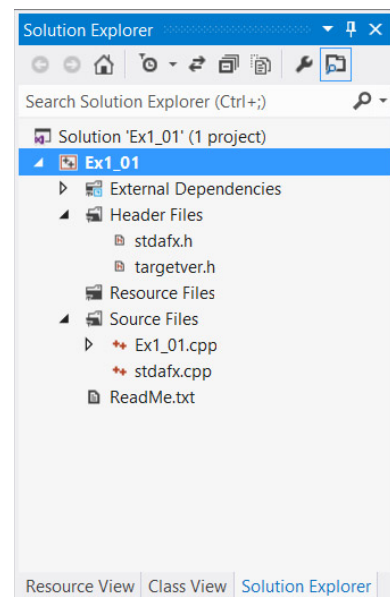 Solution Explorer
Search Solution Explorer (Ctrl+;)
Solution 'Ex1_01' (1 project)
Ex1_01
External Dependencies
Header Files
stdafx.h
targetver.h
Resource Files
Source Files
Ex1_01.cpp
stdafx.cpp
ReadMe.txt
Resource View Class View Solution Explorer